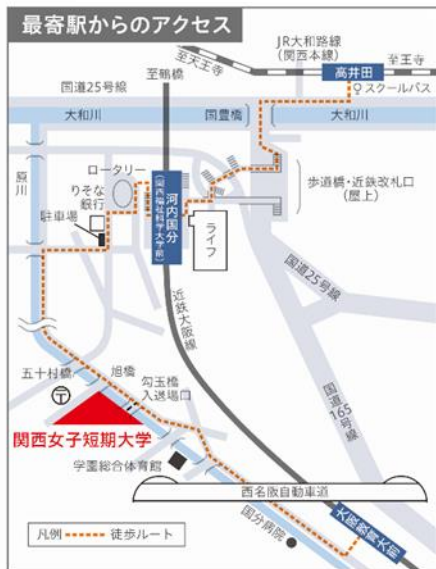 最寄駅からのアクセス
JR大和路線
(関西本線)
至天王寺
至王寺
高井田
スクールバス
至鶴橋
国道25号線
大和川
国豊橋
大和川
原川
ロータリー
りそな
銀行
駐車場
河内国分
(関西福祉科学大学前)
ライフ
歩道橋・近鉄改札口
(屋上)
国道25号線
近鉄大阪線
国道165号線
五十村橋
旭橋
勾玉橋
入退場口
関西女子短期大学
学園総合体育館
西名阪自動車道
国分病院
大阪教育大前
凡例
徒歩ルート